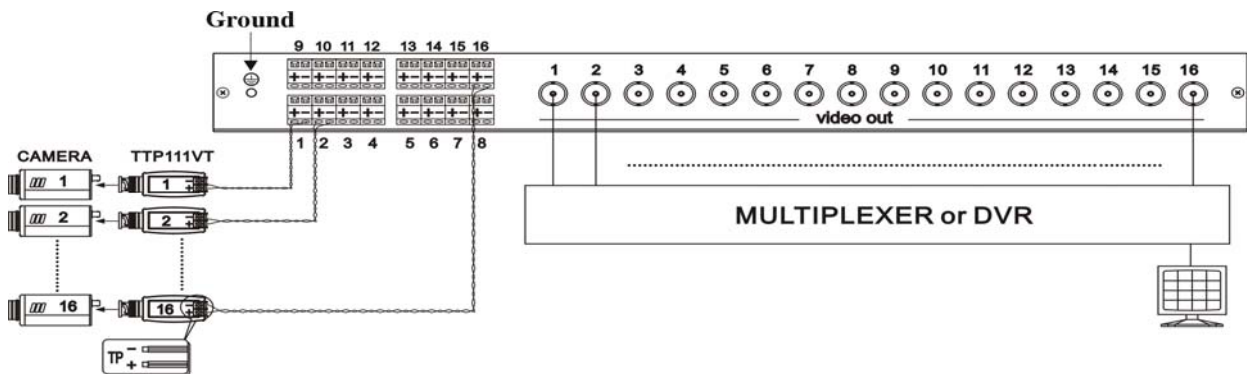 Ground
9 10 11 12 13 14 15 16
+- +- +- +- +- +- +- +-
+- +- +- +- +- +- +- +-
1 2 3 4 5 6 7 8
1 2 3 4 5 6 7 8 9 10 11 12 13 14 15 16
video out
CAMERA TTP111VT
1 1 - +
2 2 - +
16 16 - +
TP - +
MULTIPLEXER or DVR